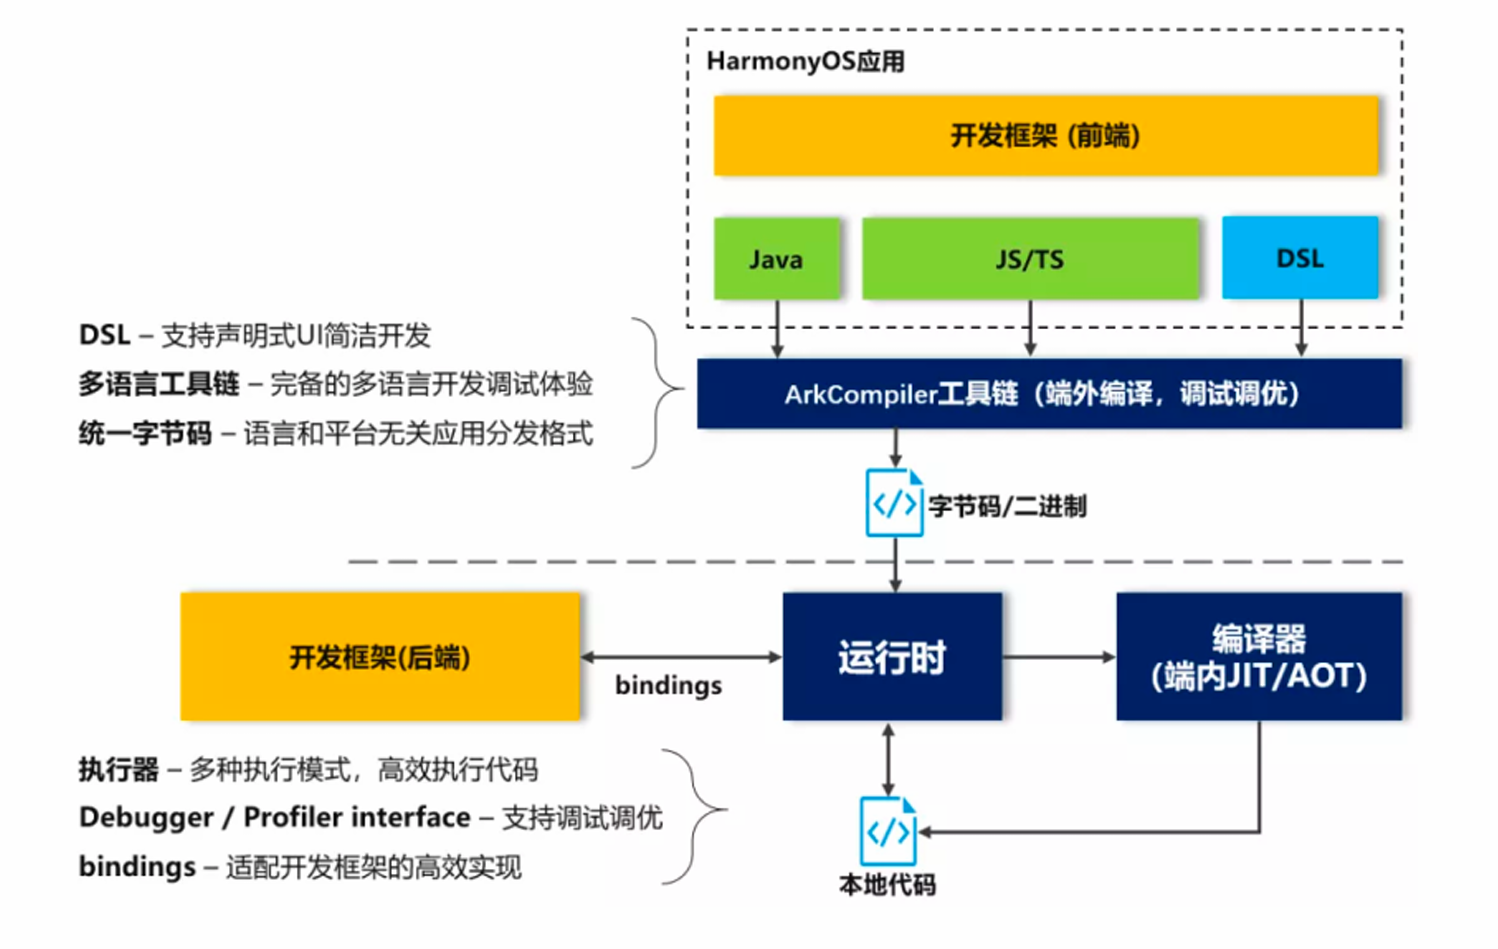 HarmonyOS应用
开发框架 (前端)
Java
JS/TS
DSL
DSL – 支持声明式UI简洁开发
多语言工具链 – 完备的多语言开发调试体验
统一字节码 – 语言和平台无关应用分发格式
ArkCompiler工具链（端外编译，调试调优）
字节码/二进制
开发框架(后端)
bindings
运行时
编译器
（端内JIT/AOT）
执行器 – 多种执行模式，高效执行代码
Debugger / Profiler interface – 支持调试调优
bindings – 适配开发框架的高效实现
本地代码